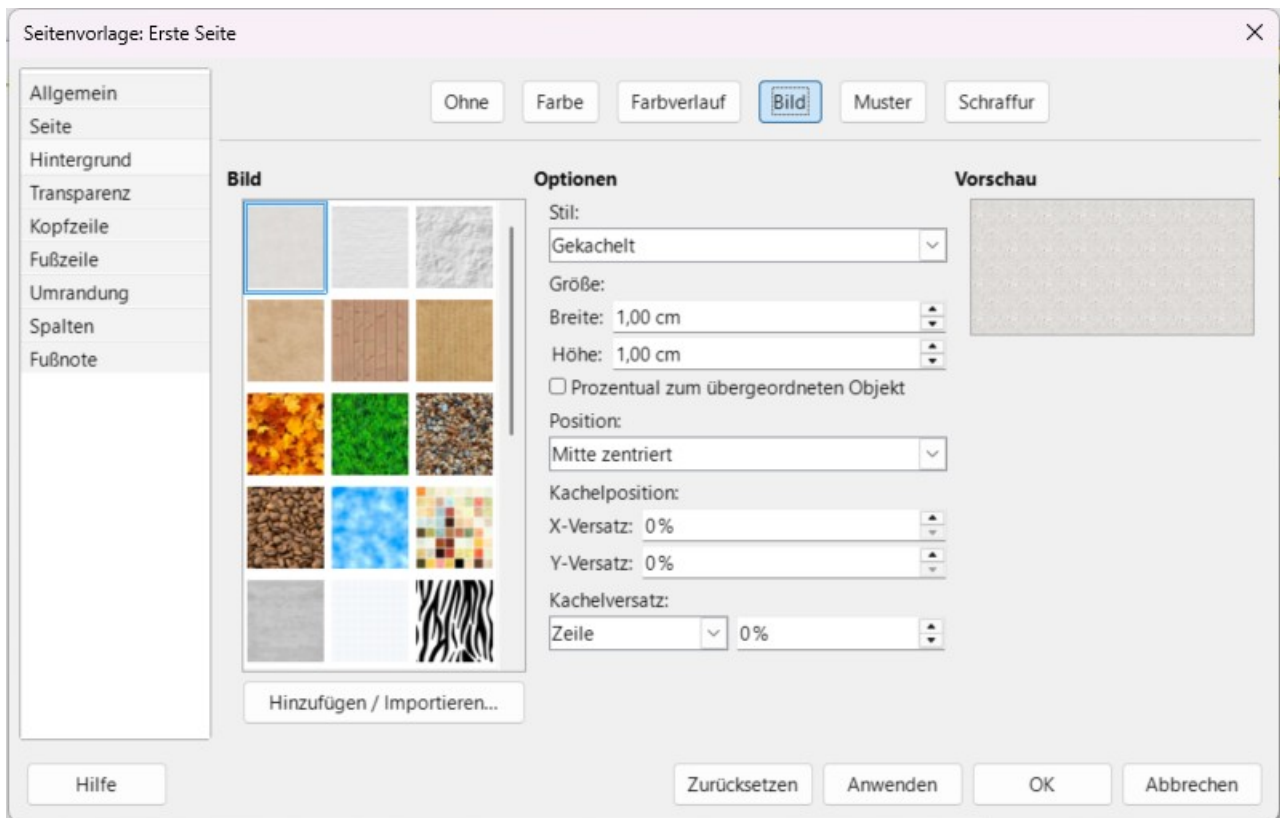 Seitenvorlage: Erste Seite
Allgemein
Seite
Hintergrund
Transparenz
Kopfzeile
Fußzeile
Umrandung
Spalten
Fußnote
Ohne
Farbe
Farbverlauf
Bild
Muster
Schraffur
Bild
Optionen
Stil:
Gekachelt
Größe:
Breite: 1,00 cm
Höhe: 1,00 cm
Prozentual zum übergeordneten Objekt
Position:
Mitte zentriert
Kachelposition:
X-Versatz: 0%
Y-Versatz: 0%
Kachelversatz:
Zeile 0%
Vorschau
Hinzufügen / Importieren...
Hilfe
Zurücksetzen
Anwenden
OK
Abbrechen